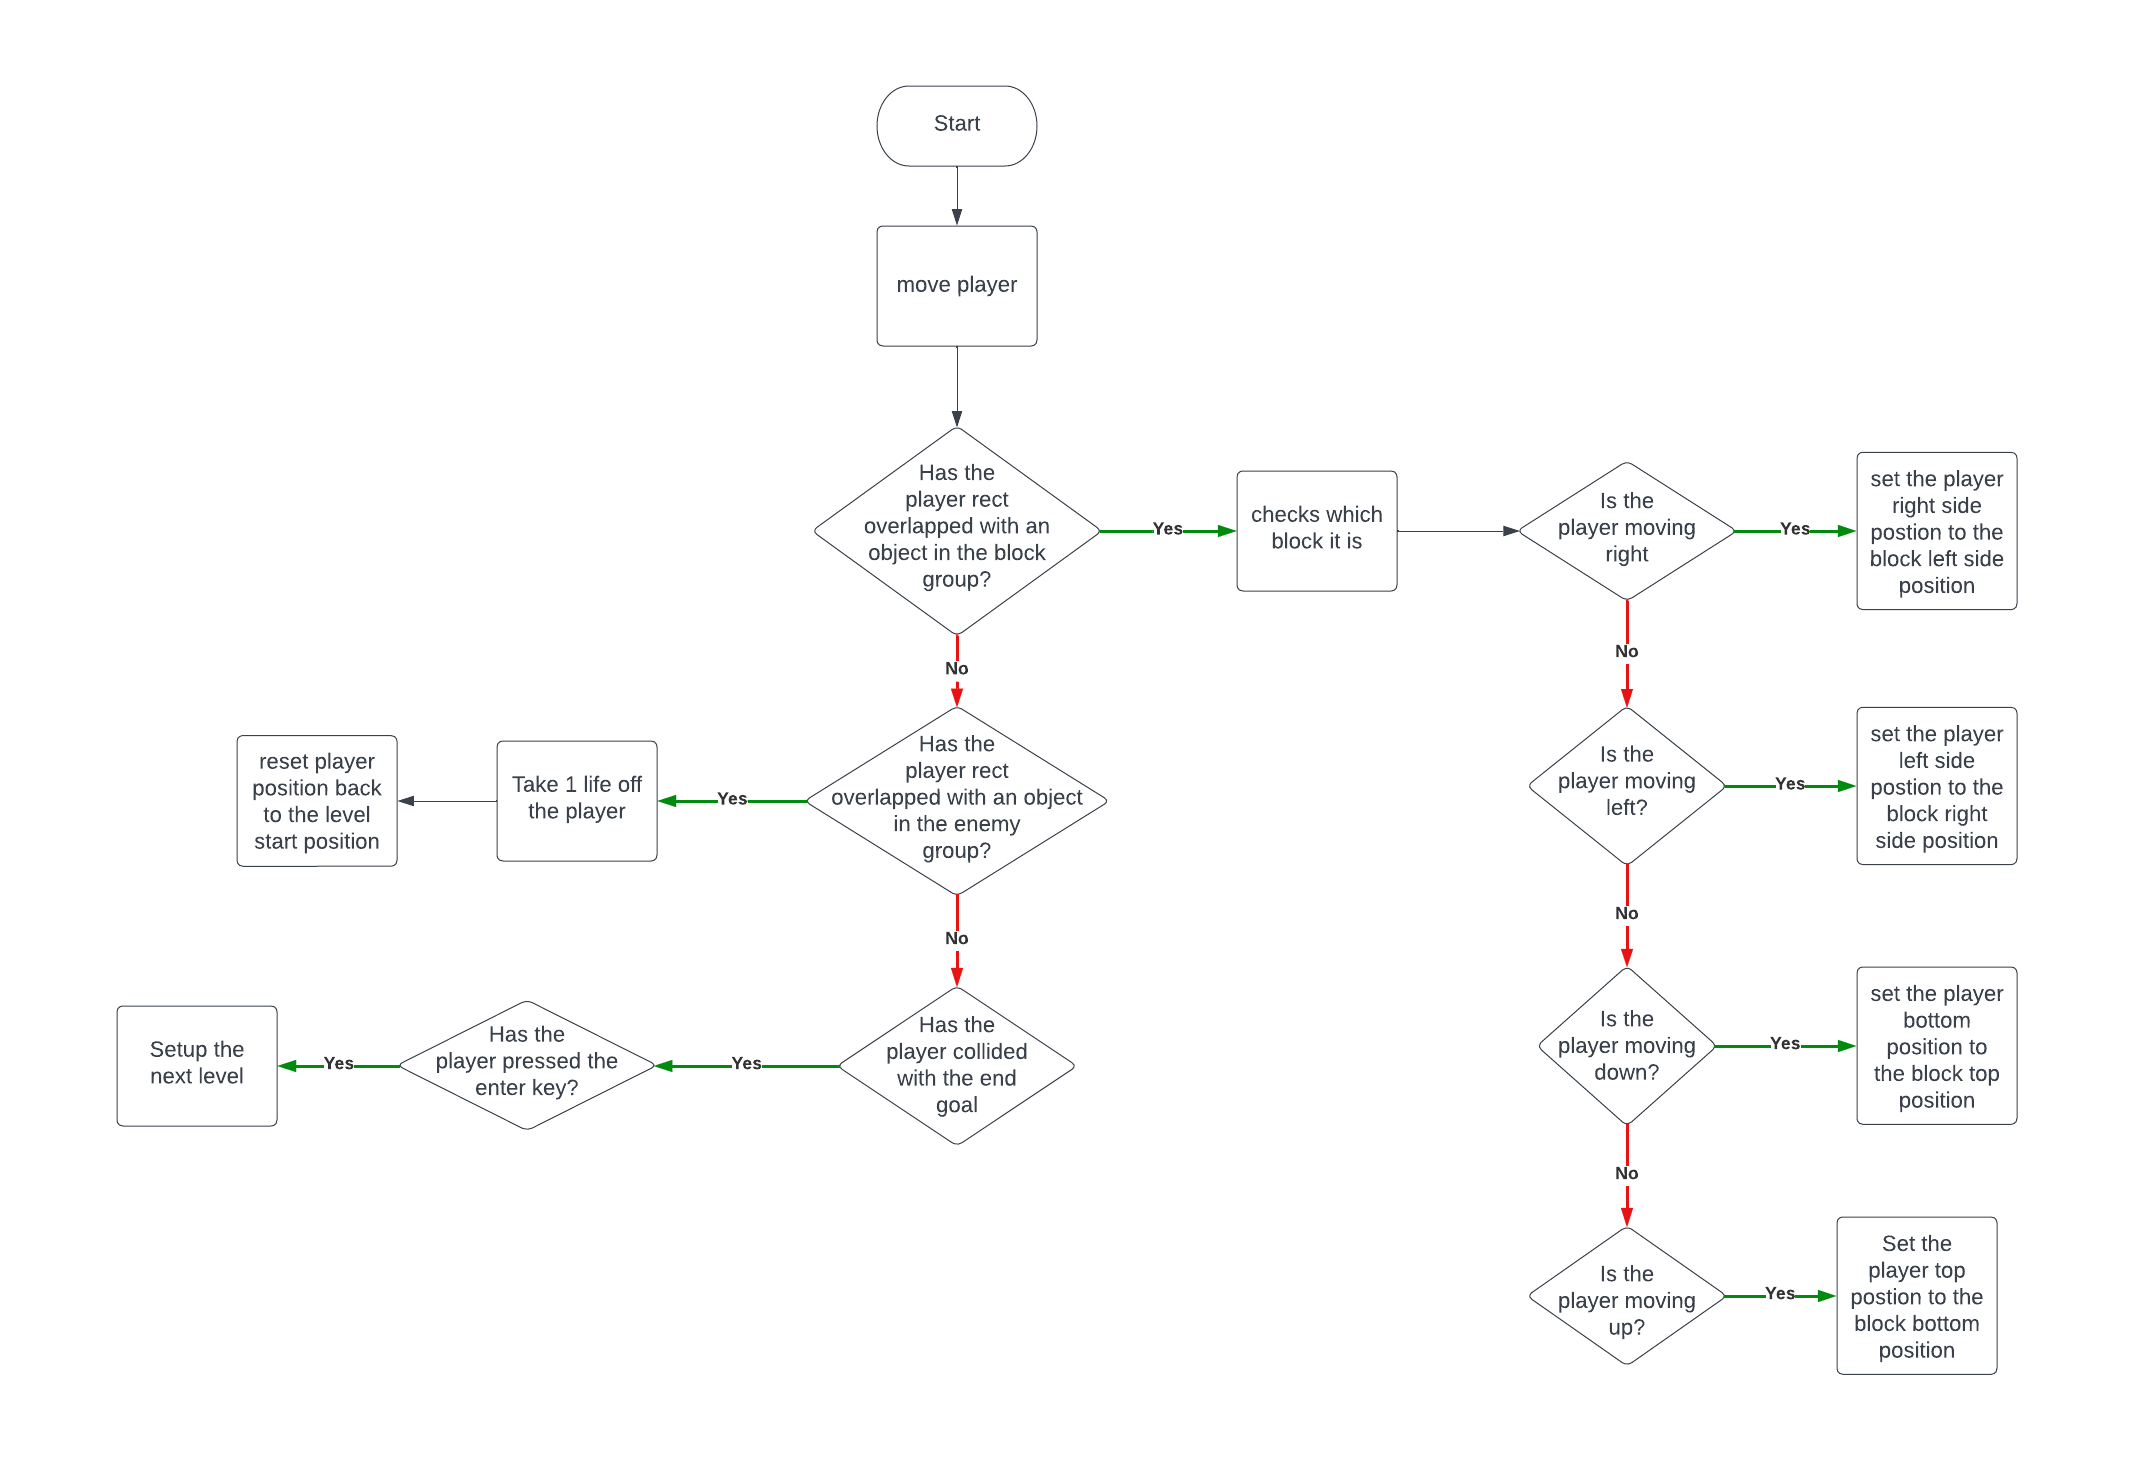 Start
move player
Has the
player rect
overlapped with an
object in the block
group?
Yes
checks which
block it is
Is the
player moving
right
Yes
set the player
right side
postion to the
block left side
position
No
No
reset player
position back
to the level
start position
Take 1 life off
the player
Yes
Has the
player rect
overlapped with an object
in the enemy
group?
Is the
player moving
left?
Yes
set the player
left side
postion to the
block right
side position
No
No
Setup the
next level
Yes
Has the
player pressed the
enter key?
Yes
Has the
player collided
with the end
goal
Is the
player moving
down?
Yes
set the player
bottom
position to
the block top
position
No
Is the
player moving
up?
Yes
Set the
player top
postion to the
block bottom
position